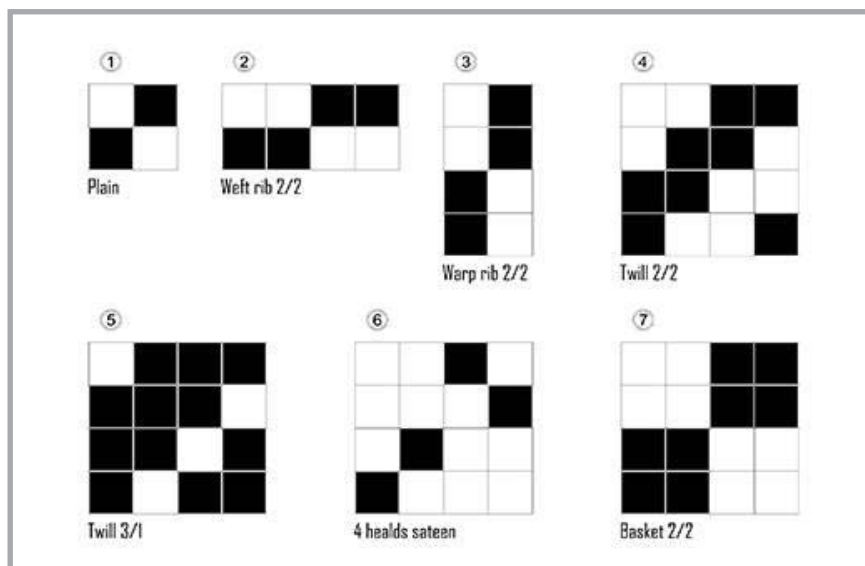 ① ② ③ ④
Plain Weft rib 2/2
Warp rib 2/2 Twill 2/2
⑤ ⑥ ⑦
Twill 3/1 4 healds sateen Basket 2/2